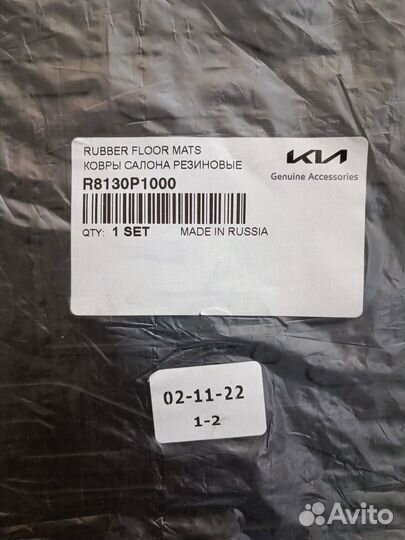 RUBBER FLOOR MATS
КОВРЫ САЛОНА РЕЗИНОВЫЕ
R8130P1000
QTY: 1 SET MADE IN RUSSIA
KIA
Genuine Accessories
02-11-22
1-2
Avito